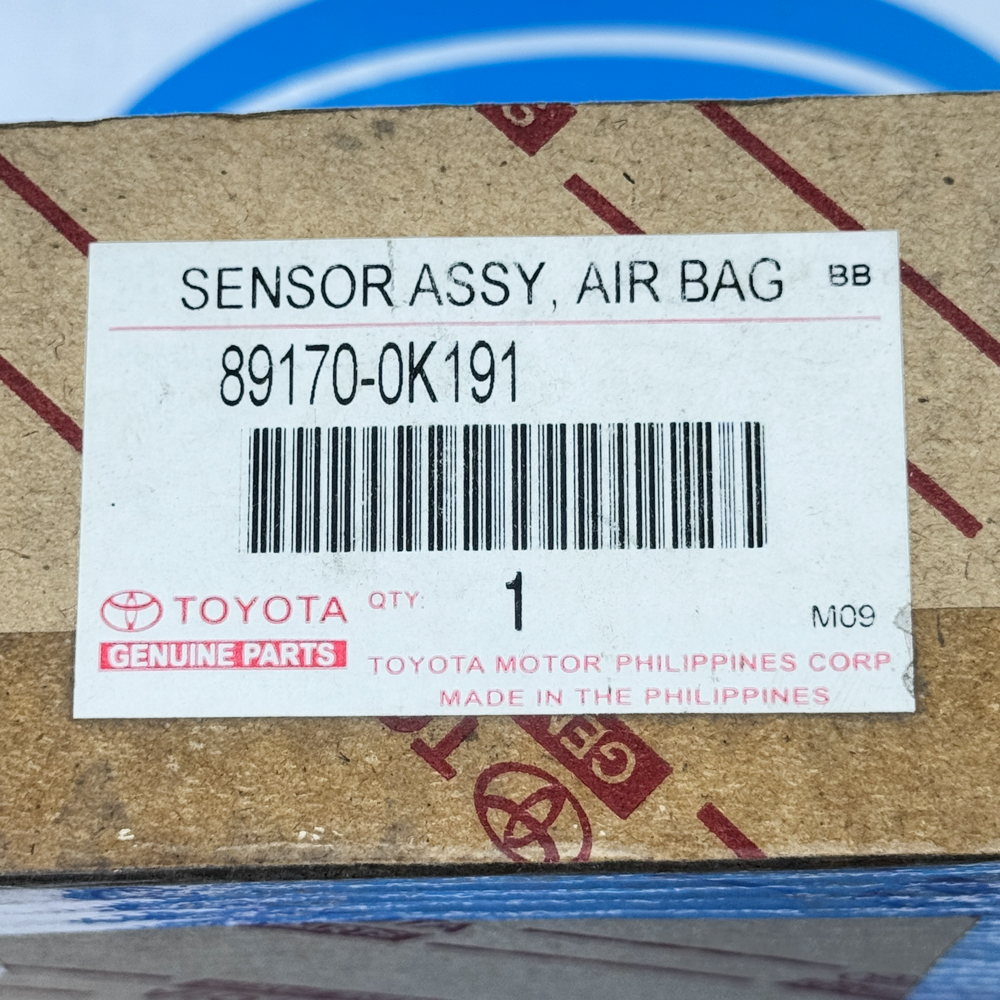 SENSOR ASSY, AIR BAG BB
89170-0K191
TOYOTA QTY: 1 M09
GENUINE PARTS
TOYOTA MOTOR PHILIPPINES CORP.
MADE IN THE PHILIPPINES